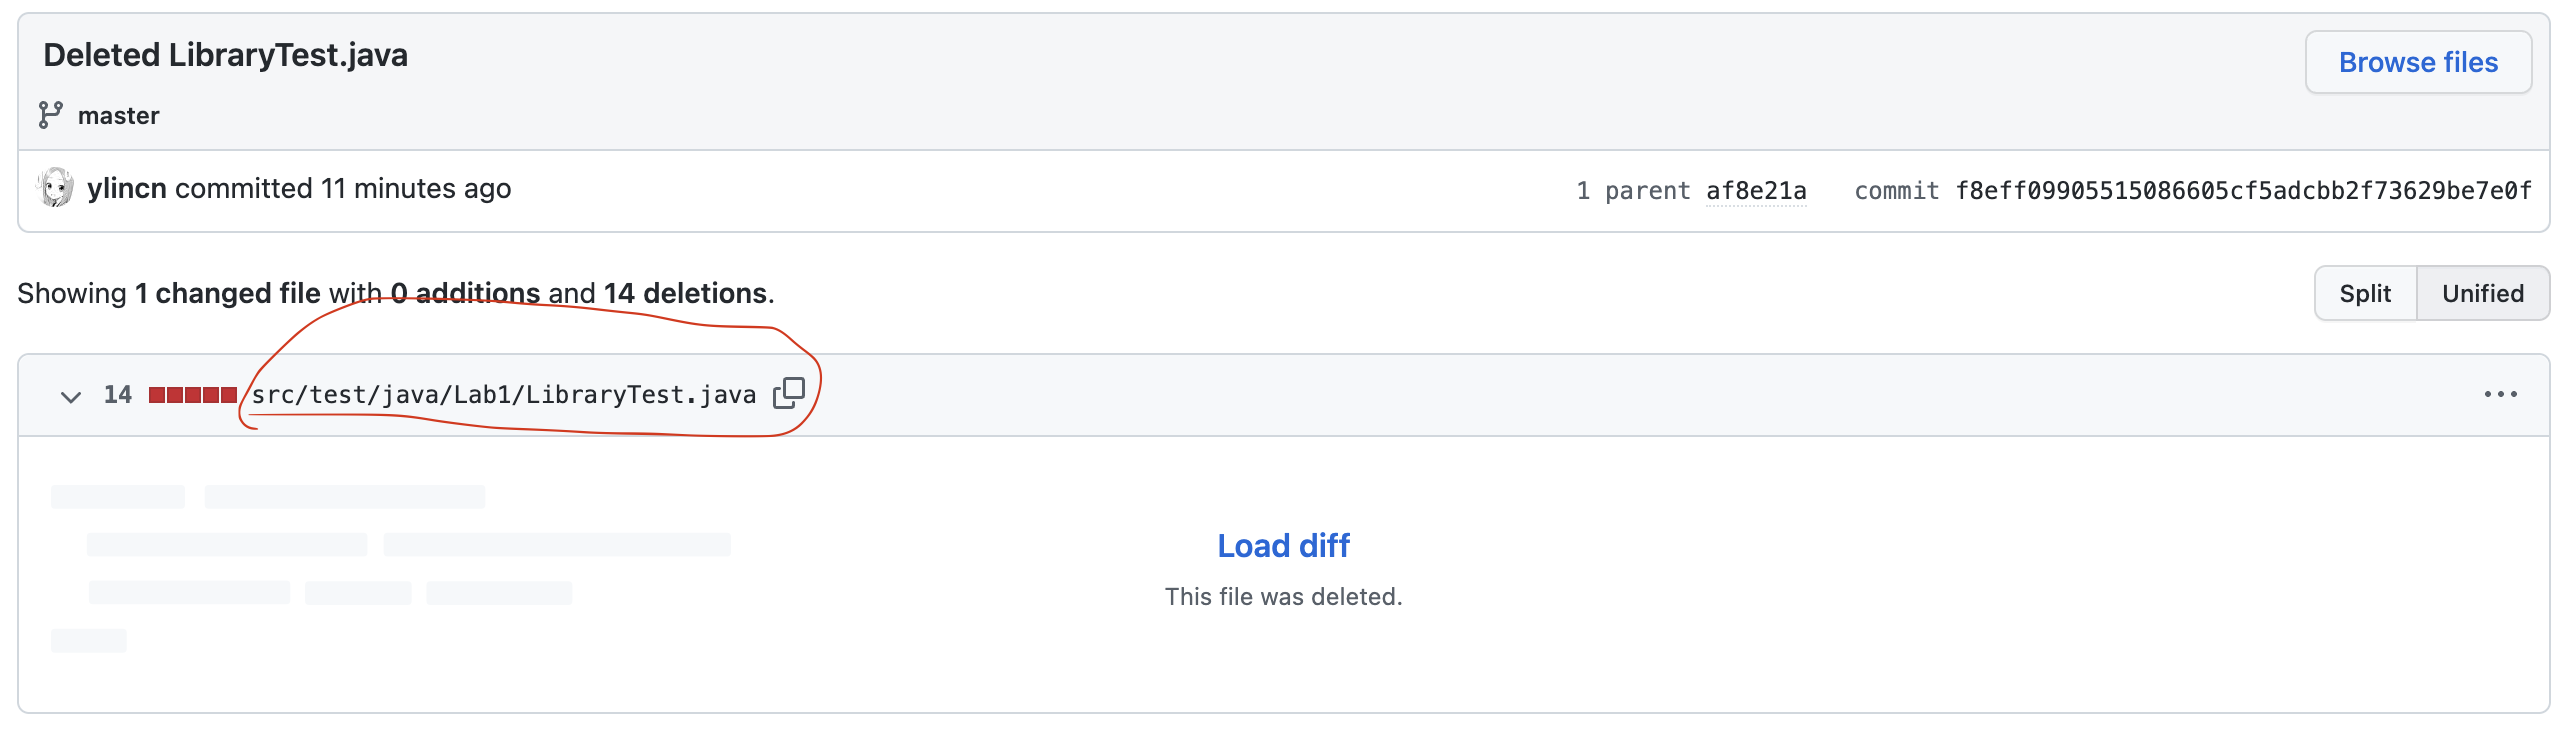 Deleted LibraryTest.java
Browse files
master
ylincn committed 11 minutes ago
1 parent af8e21a commit f8eff09905515086605cf5adcbb2f73629be7e0f
Showing 1 changed file with 0 additions and 14 deletions.
Split Unified
14 src/test/java/Lab1/LibraryTest.java
Load diff
This file was deleted.